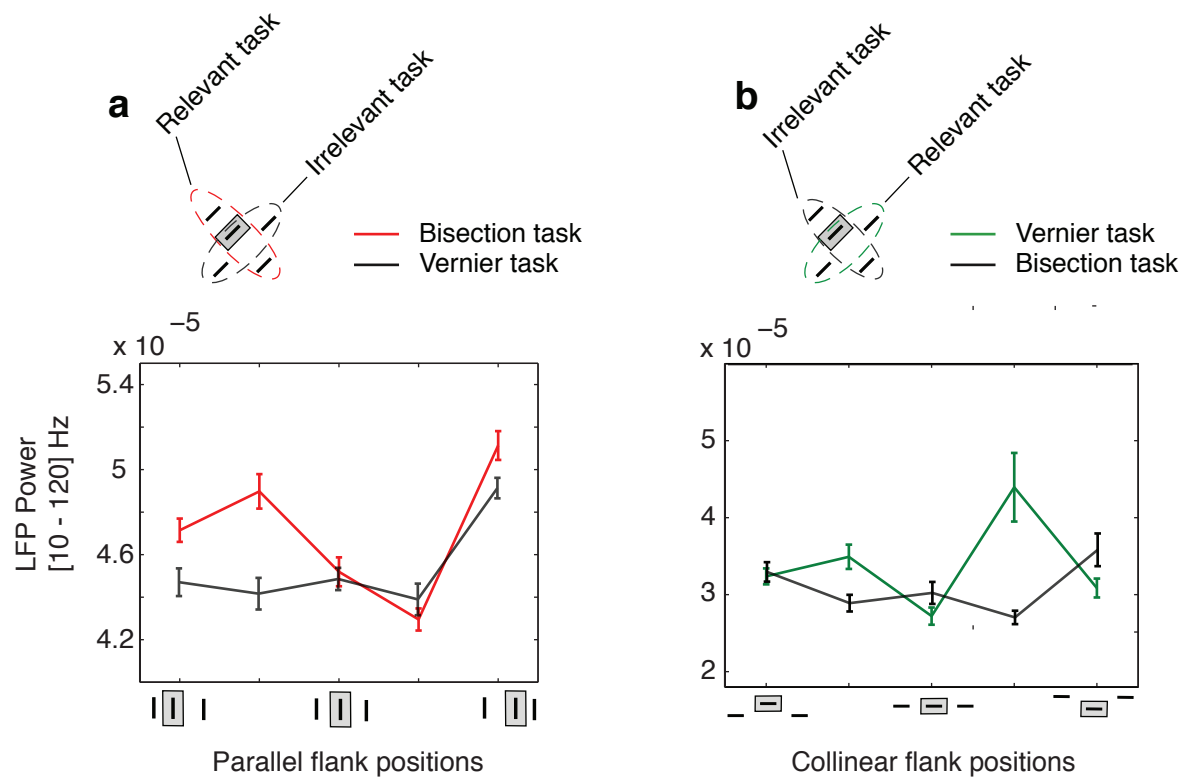 a
Relevant task
Irrelevant task
Bisection task
Vernier task
x 10 −5
5.4
5
4.6
4.2
LFP Power
[10 - 120] Hz
Parallel flank positions
b
Irrelevant task
Relevant task
Vernier task
Bisection task
x 10 −5
5
4
3
2
Collinear flank positions